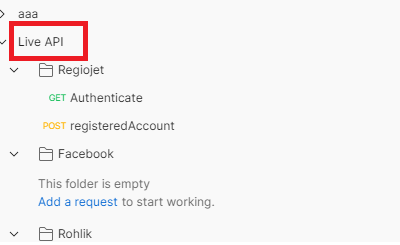 aaa
Live API
Regiojet
GET Authenticate
POST registeredAccount
Facebook
This folder is empty
Add a request to start working.
Rohlik